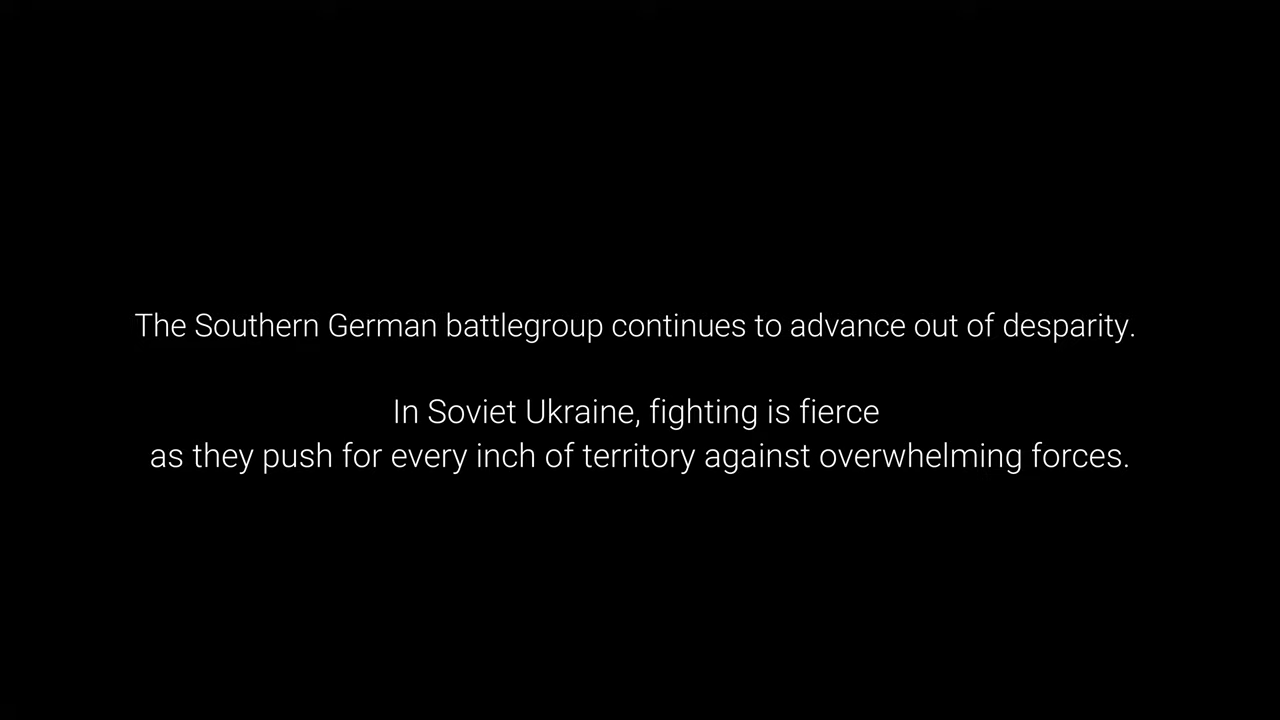 The Southern German battlegroup continues to advance out of desparity.
In Soviet Ukraine, fighting is fierce
as they push for every inch of territory against overwhelming forces.